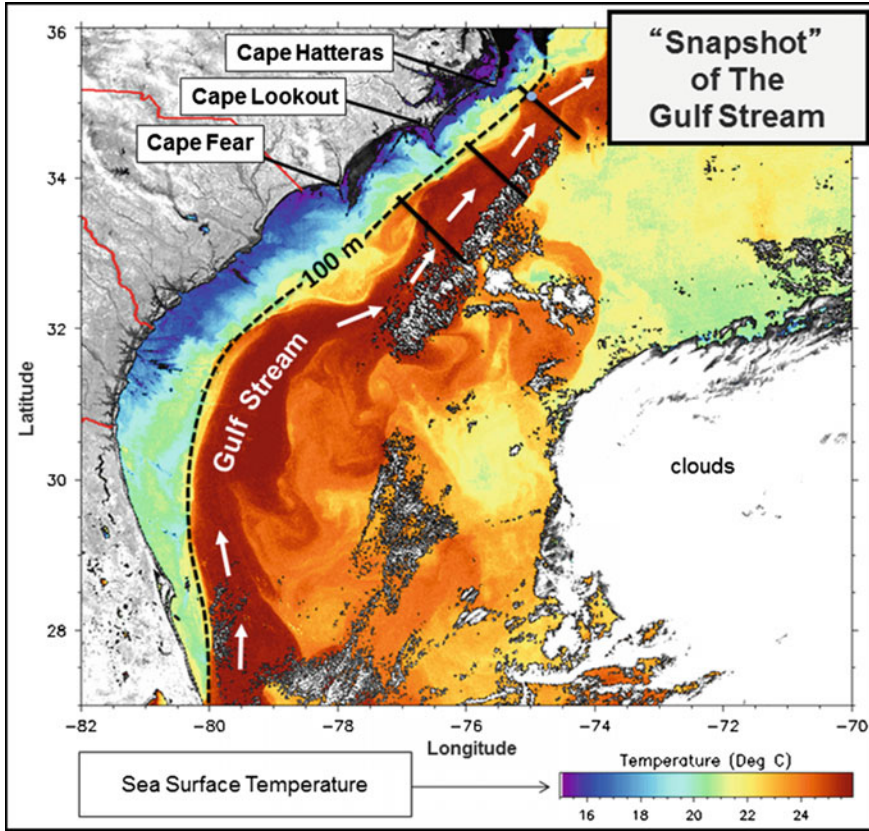 “Snapshot”
of The
Gulf Stream
Cape Hatteras
Cape Lookout
Cape Fear
100 m
Gulf Stream
clouds
Latitude
36
34
32
30
28
−82
−80
−78
−76
−74
−72
−70
Longitude
Sea Surface Temperature
Temperature (Deg C)
16
18
20
22
24